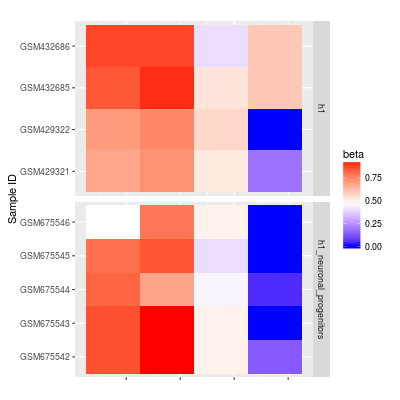 GSM432686
GSM432685
GSM429322
GSM429321
h1
GSM675546
GSM675545
GSM675544
GSM675543
GSM675542
h1_neuronal_progenitors
Sample ID
beta
0.75
0.50
0.25
0.00